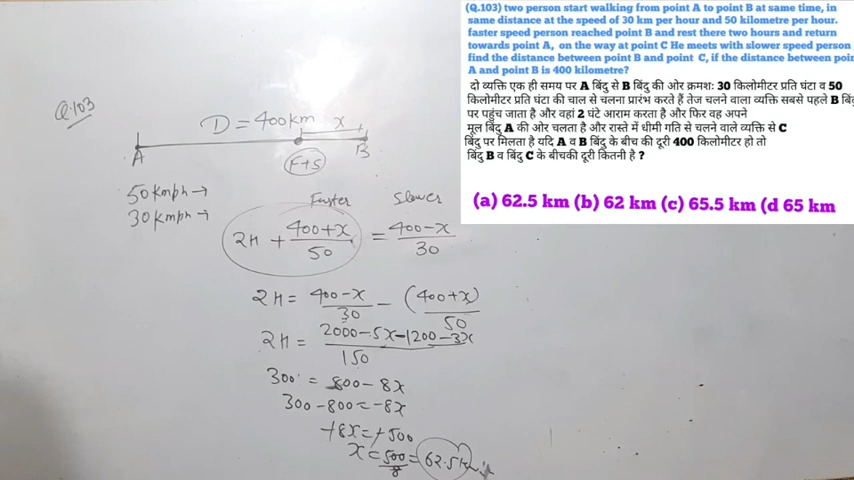 (Q.103) two person start walking from point A to point B at same time, in
same distance at the speed of 30 km per hour and 50 kilometre per hour.
faster speed person reached point B and rest there two hours and return
towards point A, on the way at point C He meets with slower speed person
find the distance between point B and point C, if the distance between poin
A and point B is 400 kilometre?
दो व्यक्ति एक ही समय पर A बिंदु से B बिंदु की ओर क्रमशः 30 किलोमीटर प्रति घंटा व 50
किलोमीटर प्रति घंटा की चाल से चलना प्रारंभ करते हैं तेज चलने वाला व्यक्ति सबसे पहले B बिंदु
पर पहुंच जाता है और वहां 2 घंटे आराम करता है और फिर वह अपने
मूल बिंदु A की ओर चलता है और रास्ते में धीमी गति से चलने वाले व्यक्ति से C
बिंदु पर मिलता है यदि A व B बिंदु के बीच की दूरी 400 किलोमीटर हो तो
बिंदु B व बिंदु C के बीचकी दूरी कितनी है ?
(a) 62.5 km (b) 62 km (c) 65.5 km (d 65 km
Q.103
D = 400km x
A B
F+S
50 kmph →
30 kmph →
Faster Slower
2H + 400+x/50 = 400-x/30
2H = 400-x/30 - (400+x)/50
2H = 2000-5x-1200-3x/150
300 = 800-8x
300-800=-8x
+8x=+500
x=500/8=62.5km